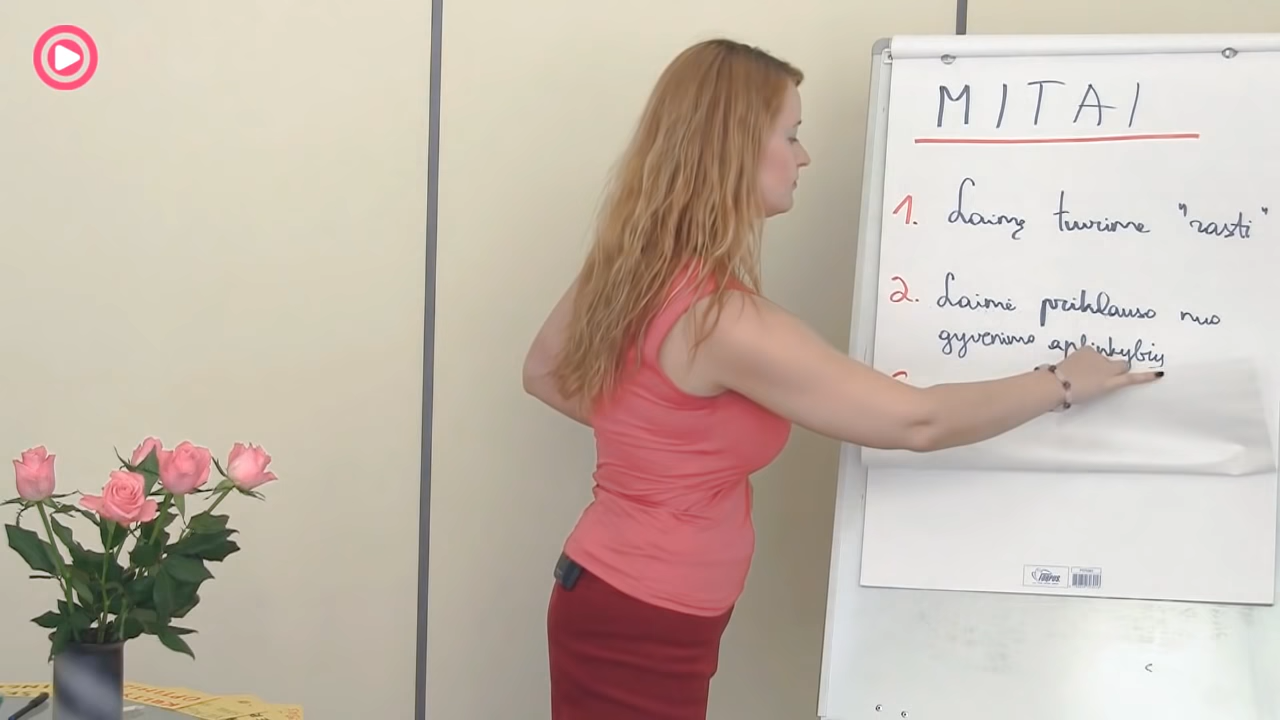 MITAI
1. Laimę turime "rasti"
2. Laimė priklauso nuo
gyvenimo aplinkybių